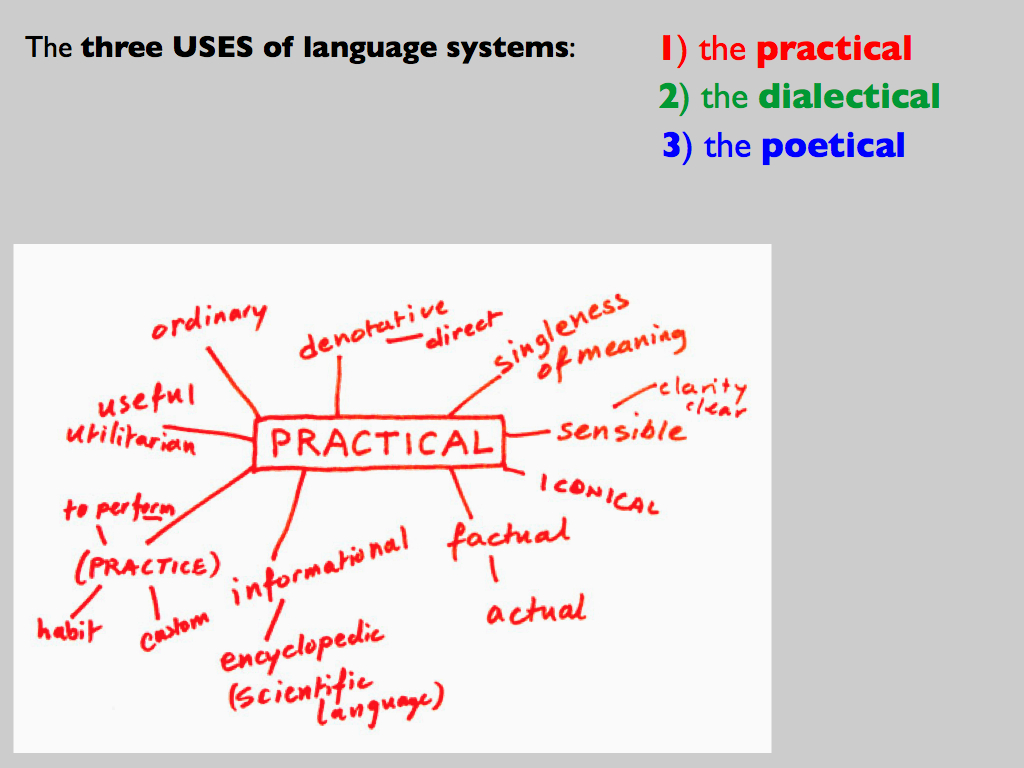 The three USES of language systems:
1) the practical
2) the dialectical
3) the poetical
ordinary
denotative
direct
singleness
of meaning
clarity
clear
useful
utilitarian
PRACTICAL
sensible
ICONICAL
to perform
(PRACTICE)
habit
custom
informational
factual
actual
encyclopedic
(scientific
language)